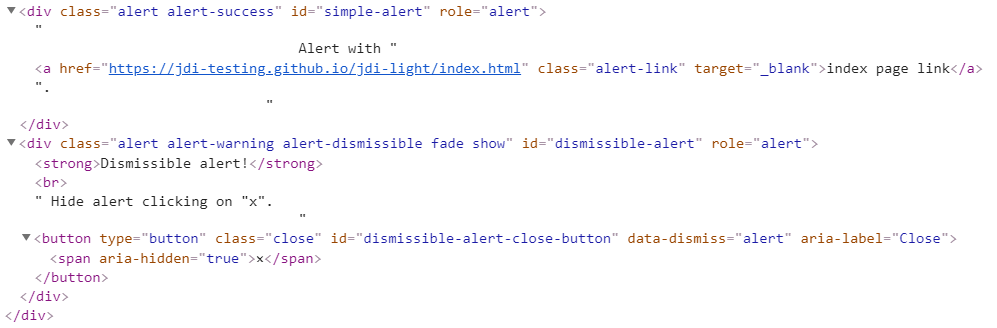 ▼<div class="alert alert-success" id="simple-alert" role="alert">
"
Alert with "
<a href="https://jdi-testing.github.io/jdi-light/index.html" class="alert-link" target="_blank">index page link</a>
".
"
</div>
▼<div class="alert alert-warning alert-dismissible fade show" id="dismissible-alert" role="alert">
<strong>Dismissible alert!</strong>
<br>
" Hide alert clicking on "x".
"
▼<button type="button" class="close" id="dismissible-alert-close-button" data-dismiss="alert" aria-label="Close">
<span aria-hidden="true">×</span>
</button>
</div>
</div>